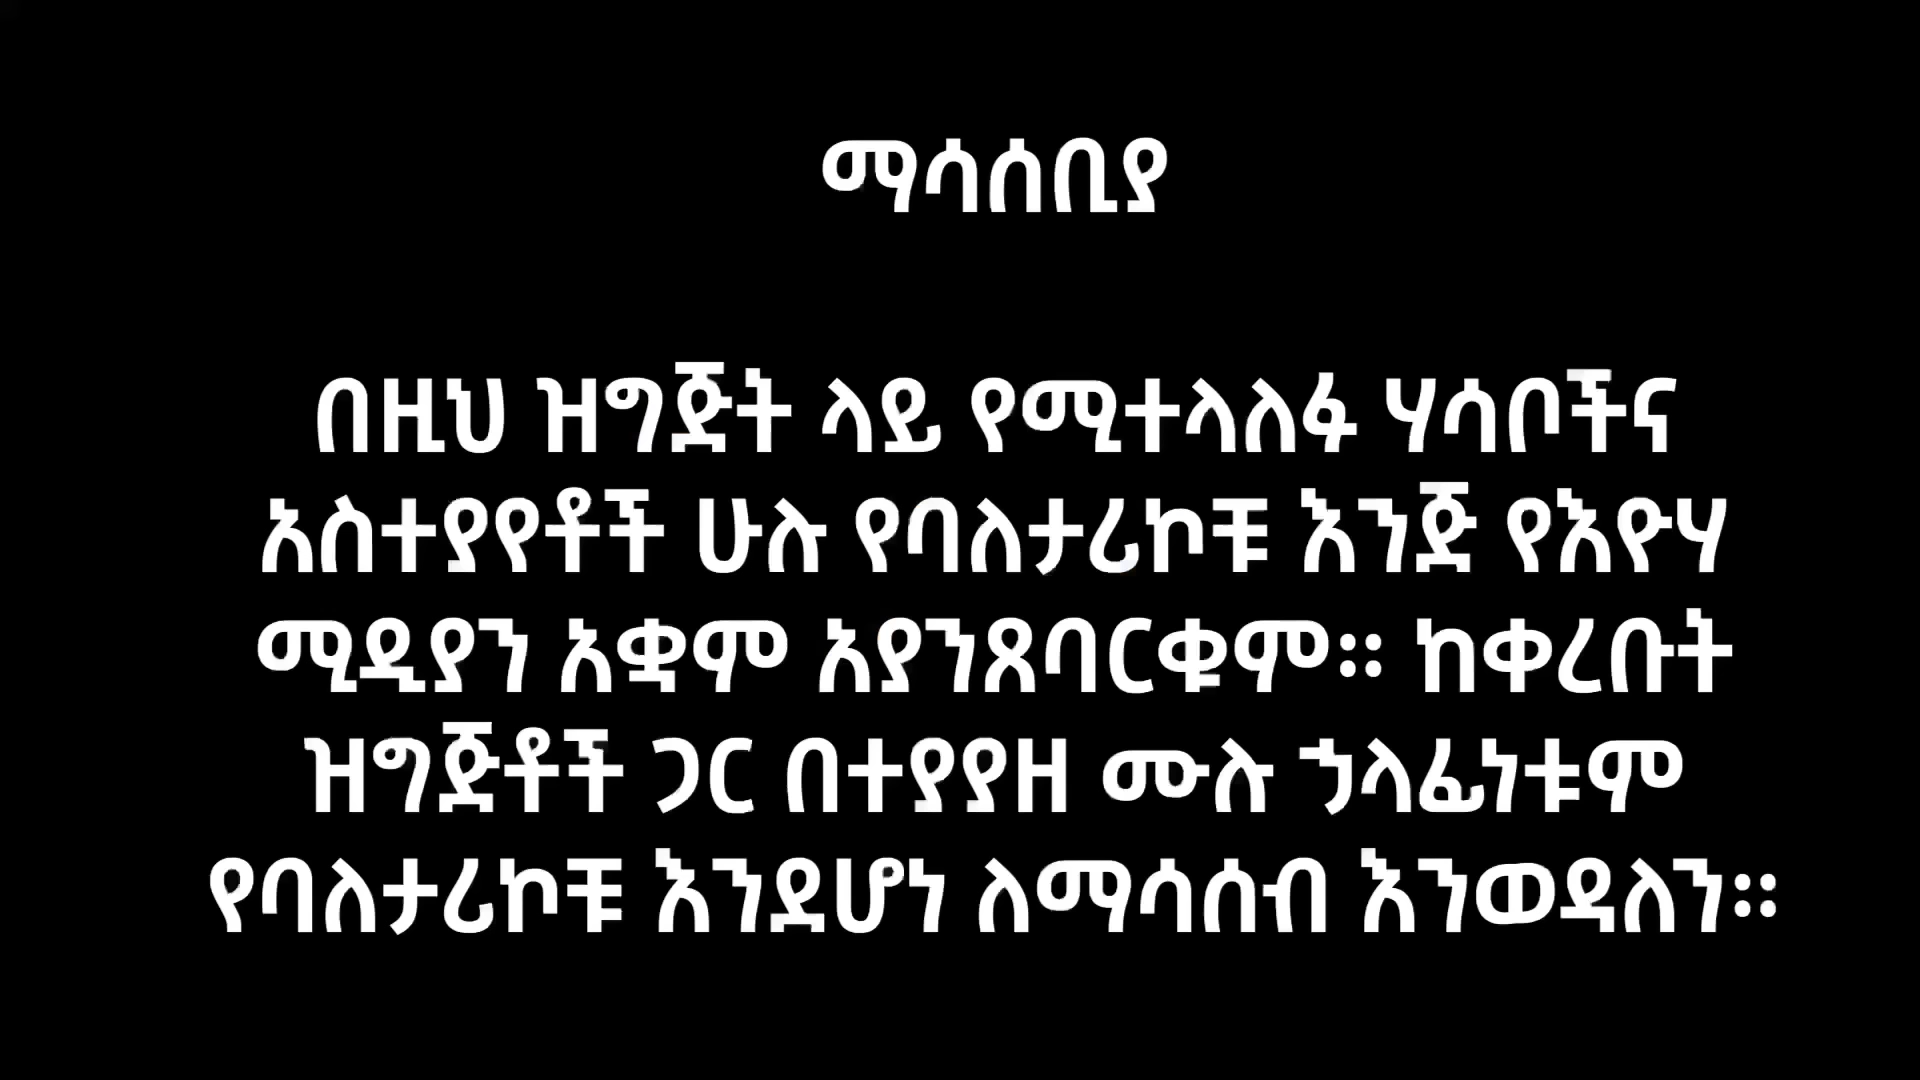 ማሳሰቢያ
በዚህ ዝግጅት ላይ የሚተላለፉ ሃሳቦችና
አስተያየቶች ሁሉ የባለታሪኮቹ እንጅ የእዮሃ
ሚዲያን አቋም አያንጸባርቁም። ከቀረቡት
ዝግጅቶች ጋር በተያያዘ ሙሉ ኃላፊነቱም
የባለታሪኮቹ እንደሆነ ለማሳሰብ እንወዳለን።